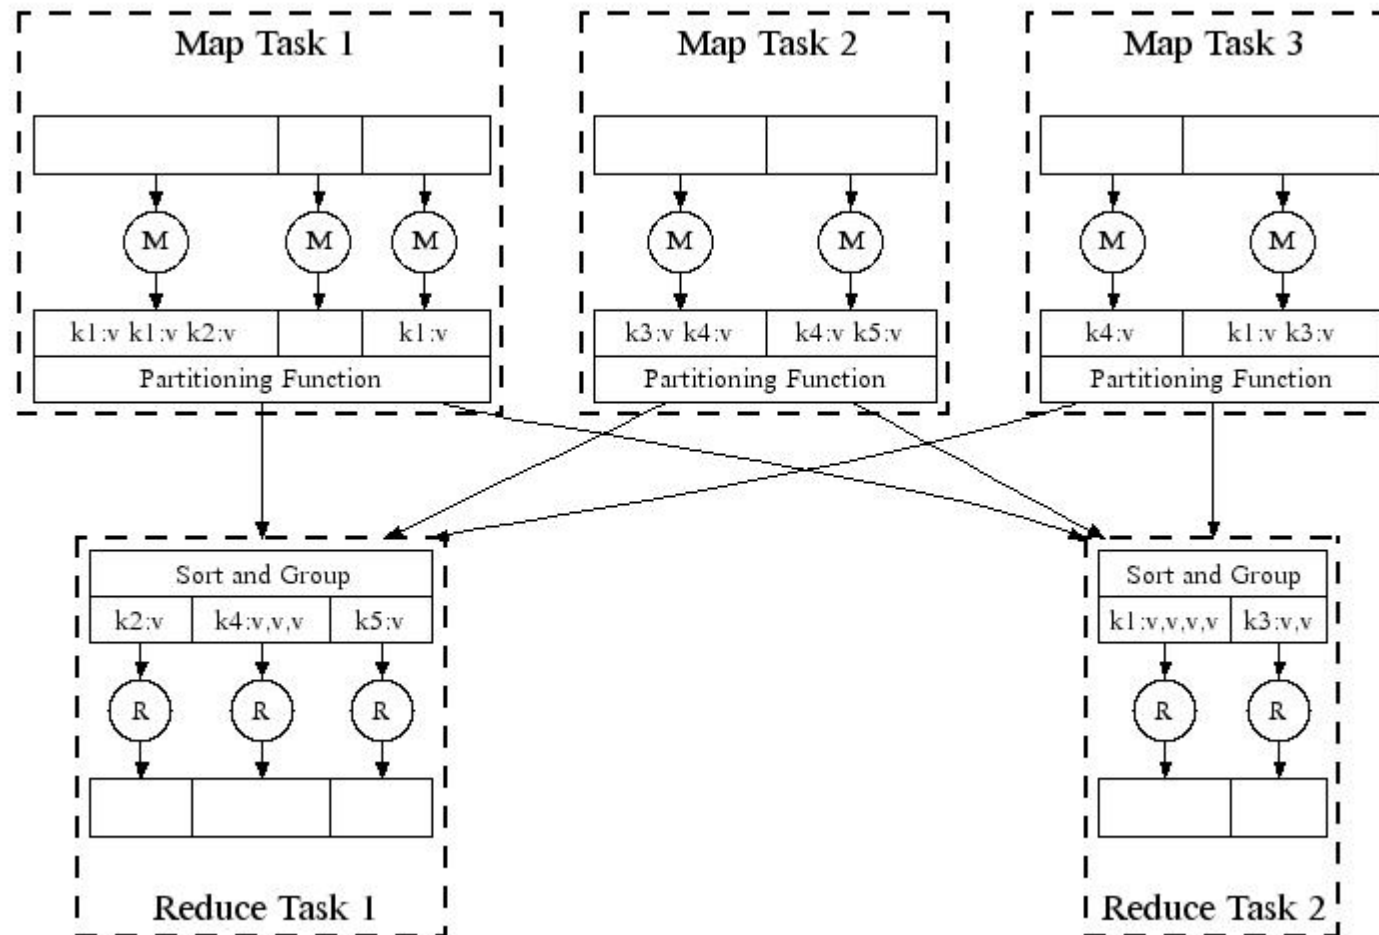 Map Task 1
Map Task 2
Map Task 3
M
M
M
M
M
M
M
k1:v k1:v k2:v
k1:v
k3:v k4:v
k4:v k5:v
k4:v
k1:v k3:v
Partitioning Function
Partitioning Function
Partitioning Function
Sort and Group
Sort and Group
k2:v
k4:v,v,v
k5:v
k1:v,v,v,v
k3:v,v
R
R
R
R
R
Reduce Task 1
Reduce Task 2